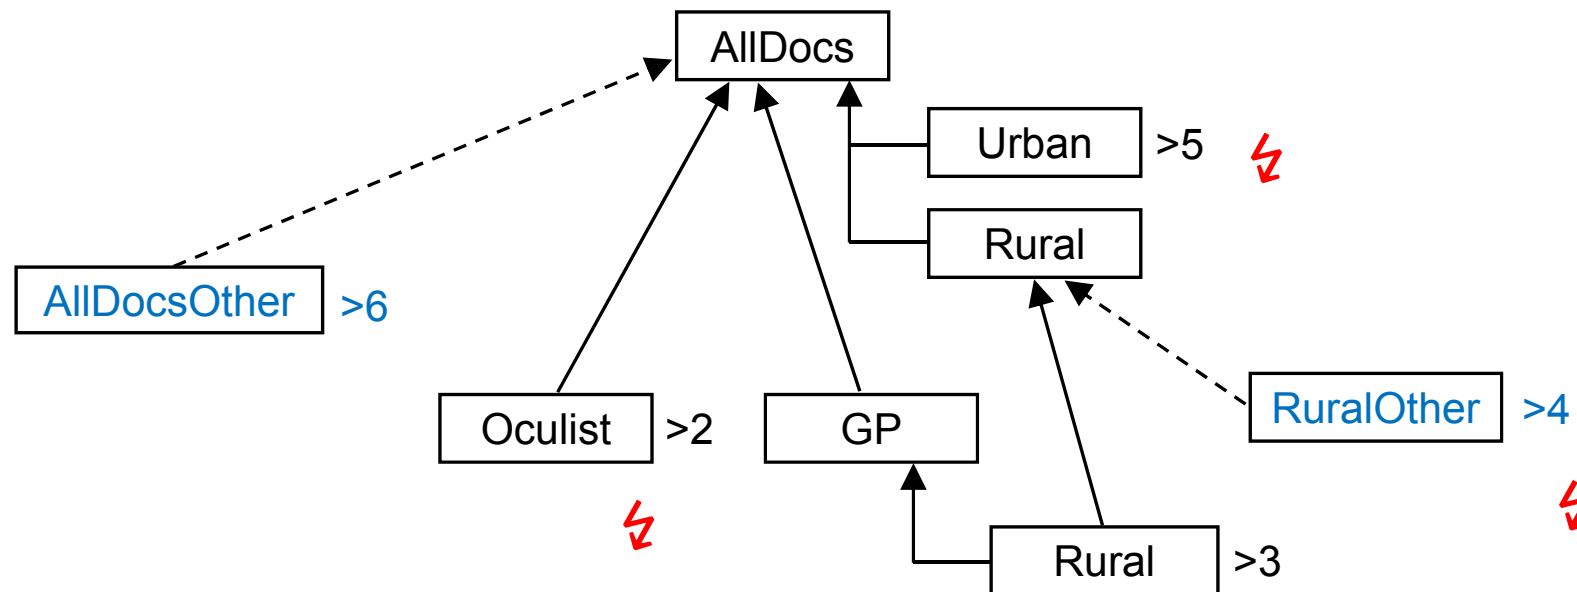 AllDocs
Urban >5
Rural
AllDocsOther >6
RuralOther >4
Oculist >2
GP
Rural >3